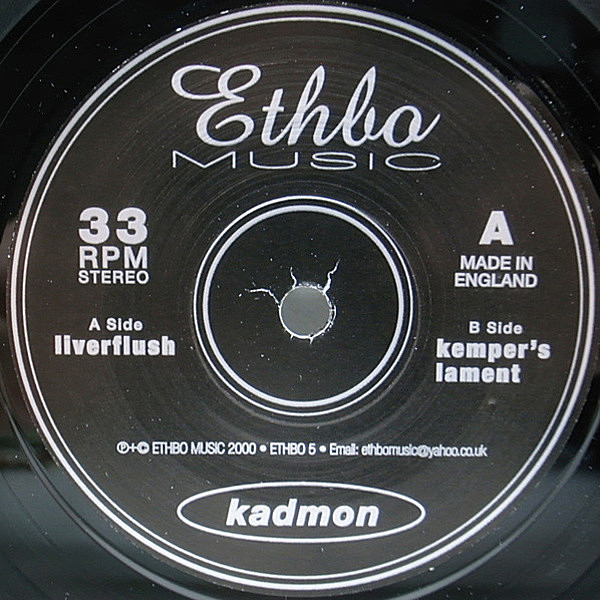 Ethbo
MUSIC
33
RPM
STEREO
A
MADE IN
ENGLAND
A Side
liverflush
B Side
kemper's
lament
℗+© ETHBO MUSIC 2000 • ETHBO 5 • Email: ethbomusic@yahoo.co.uk
kadmon